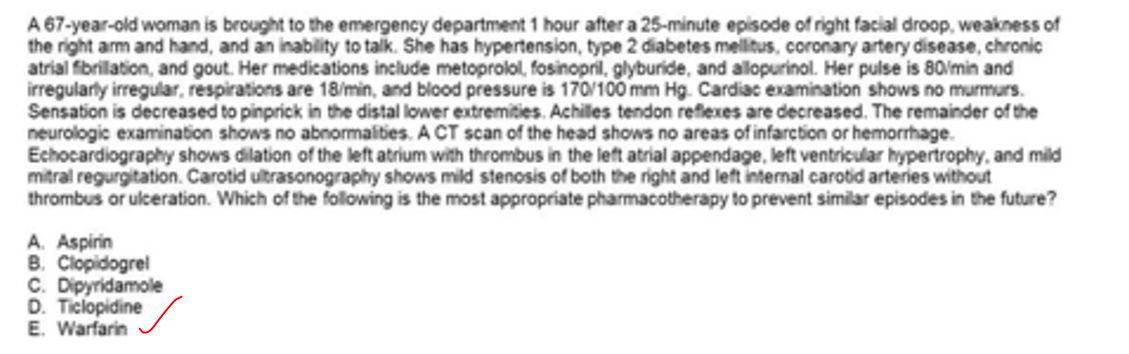 A 67-year-old woman is brought to the emergency department 1 hour after a 25-minute episode of right facial droop, weakness of
the right arm and hand, and an inability to talk. She has hypertension, type 2 diabetes mellitus, coronary artery disease, chronic
atrial fibrillation, and gout. Her medications include metoprolol, fosinopril, glyburide, and allopurinol. Her pulse is 80/min and
irregularly irregular, respirations are 18/min, and blood pressure is 170/100 mm Hg. Cardiac examination shows no murmurs.
Sensation is decreased to pinprick in the distal lower extremities. Achilles tendon reflexes are decreased. The remainder of the
neurologic examination shows no abnormalities. A CT scan of the head shows no areas of infarction or hemorrhage.
Echocardiography shows dilation of the left atrium with thrombus in the left atrial appendage, left ventricular hypertrophy, and mild
mitral regurgitation. Carotid ultrasonography shows mild stenosis of both the right and left internal carotid arteries without
thrombus or ulceration. Which of the following is the most appropriate pharmacotherapy to prevent similar episodes in the future?
A. Aspirin
B. Clopidogrel
C. Dipyridamole
D. Ticlopidine
E. Warfarin